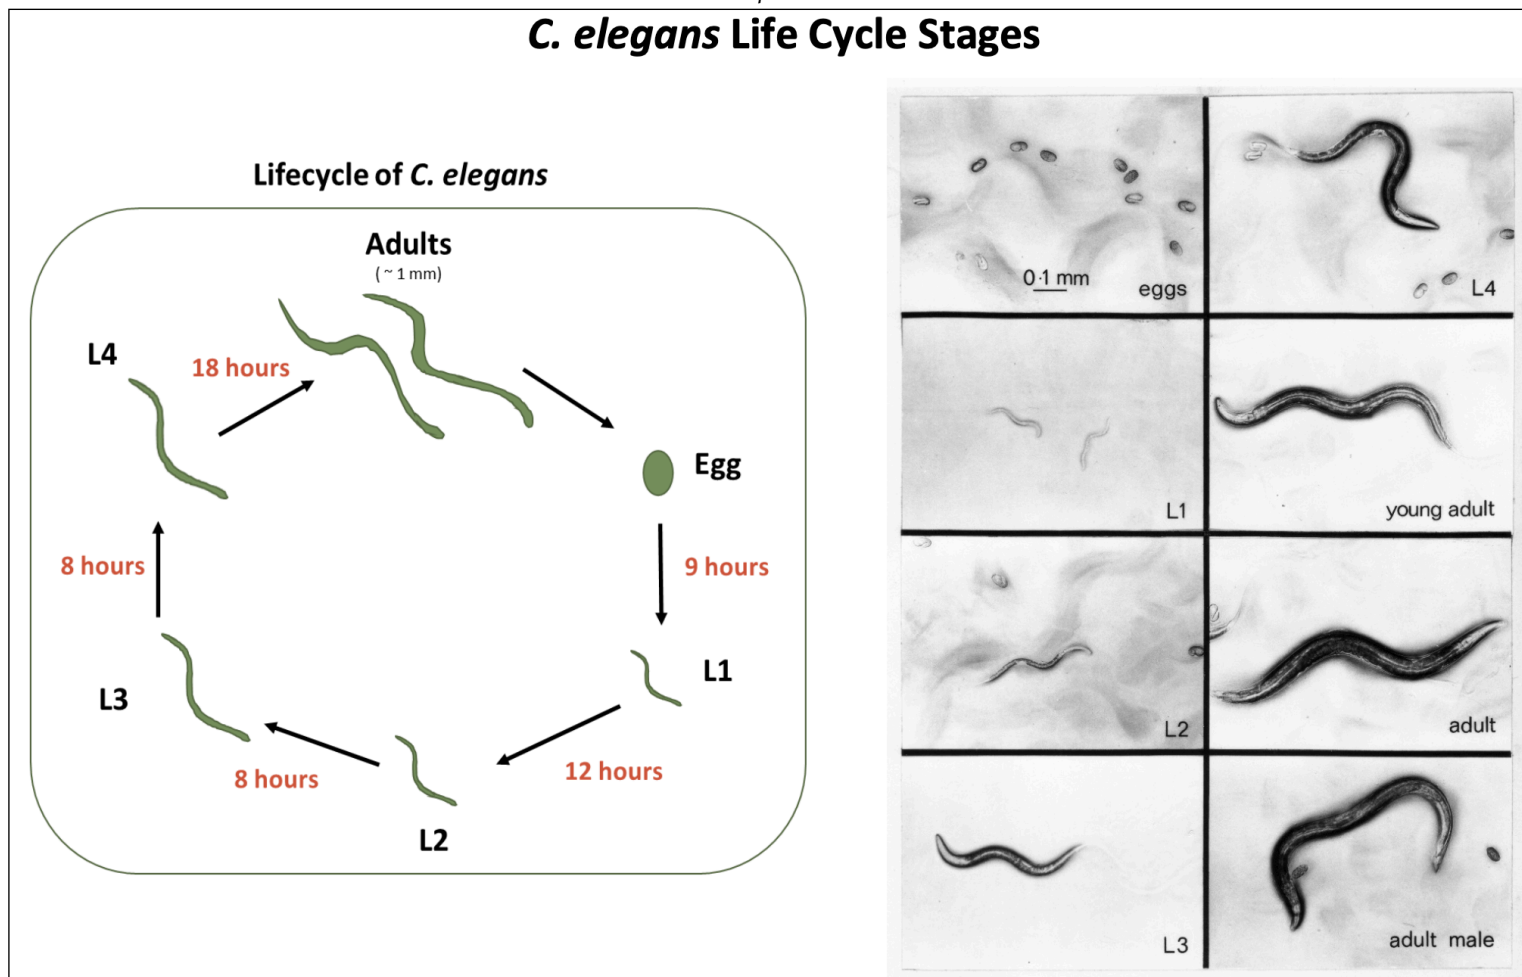 C. elegans Life Cycle Stages
Lifecycle of C. elegans
Adults
( ~ 1 mm)
L4
18 hours
Egg
8 hours
9 hours
L3
L1
8 hours
12 hours
L2
0·1 mm
eggs
L4
L1
young adult
L2
adult
L3
adult male